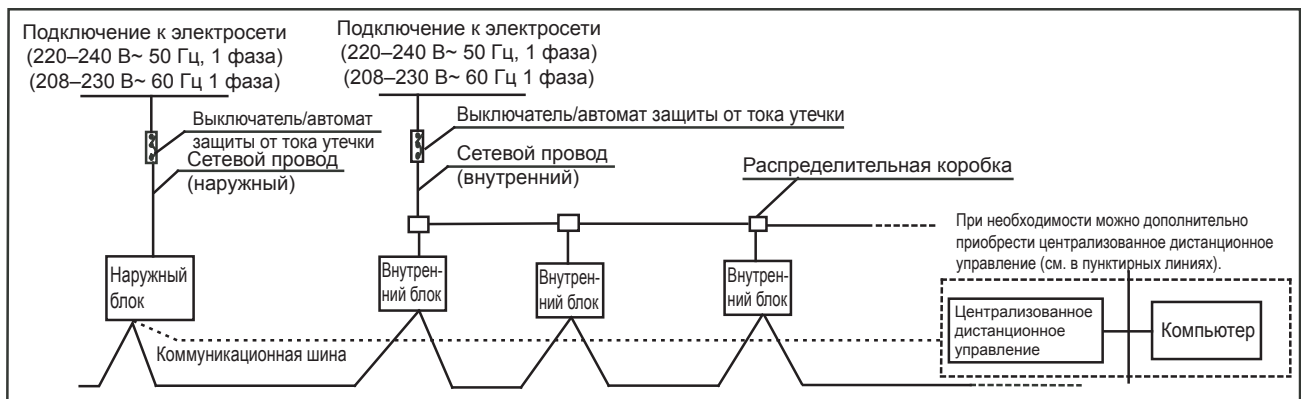 Подключение к электросети
(220–240 В~ 50 Гц, 1 фаза)
(208–230 В~ 60 Гц 1 фаза)
Подключение к электросети
(220–240 В~ 50 Гц, 1 фаза)
(208–230 В~ 60 Гц 1 фаза)
Выключатель/автомат
защиты от тока утечки
Выключатель/автомат защиты от тока утечки
Сетевой провод
(наружный)
Сетевой провод
(внутренний)
Распределительная коробка
При необходимости можно дополнительно
приобрести централизованное дистанционное
управление (см. в пунктирных линиях).
Наружный
блок
Внутрен-
ний блок
Внутрен-
ний блок
Внутрен-
ний блок
Централизованное
дистанционное
управление
Компьютер
Коммуникационная шина